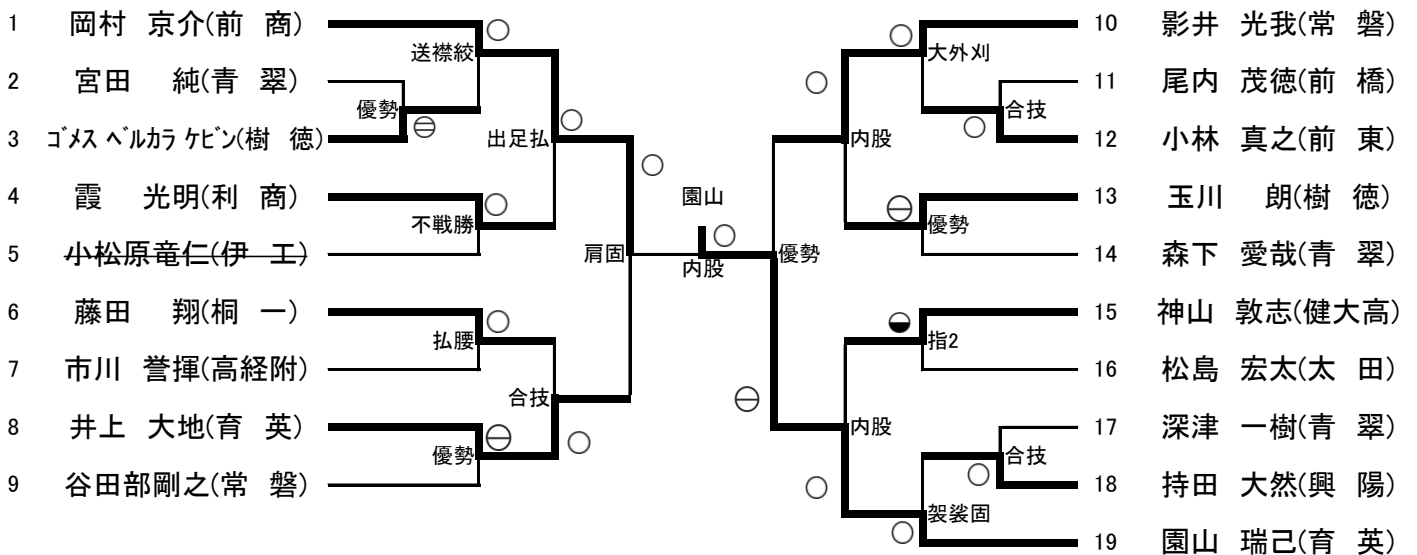 1 岡村 京介(前 商)
送襟絞
2 宮田 純(青 翠)
優勢
3 ｺﾞﾒｽ ﾍﾞﾙｶﾗ ｹﾋﾞﾝ(樹 徳)
出足払
4 霞 光明(利 商)
不戦勝
5 小松原竜仁(伊 工)
肩固
6 藤田 翔(桐 一)
払腰
7 市川 誉揮(高経附)
合技
8 井上 大地(育 英)
優勢
9 谷田部剛之(常 磐)
園山
内股
優勢
10 影井 光我(常 磐)
大外刈
11 尾内 茂徳(前 橋)
合技
12 小林 真之(前 東)
内股
13 玉川 朗(樹 徳)
優勢
14 森下 愛哉(青 翠)
15 神山 敦志(健大高)
指2
16 松島 宏太(太 田)
内股
17 深津 一樹(青 翠)
合技
18 持田 大然(興 陽)
袈裟固
19 園山 瑞己(育 英)